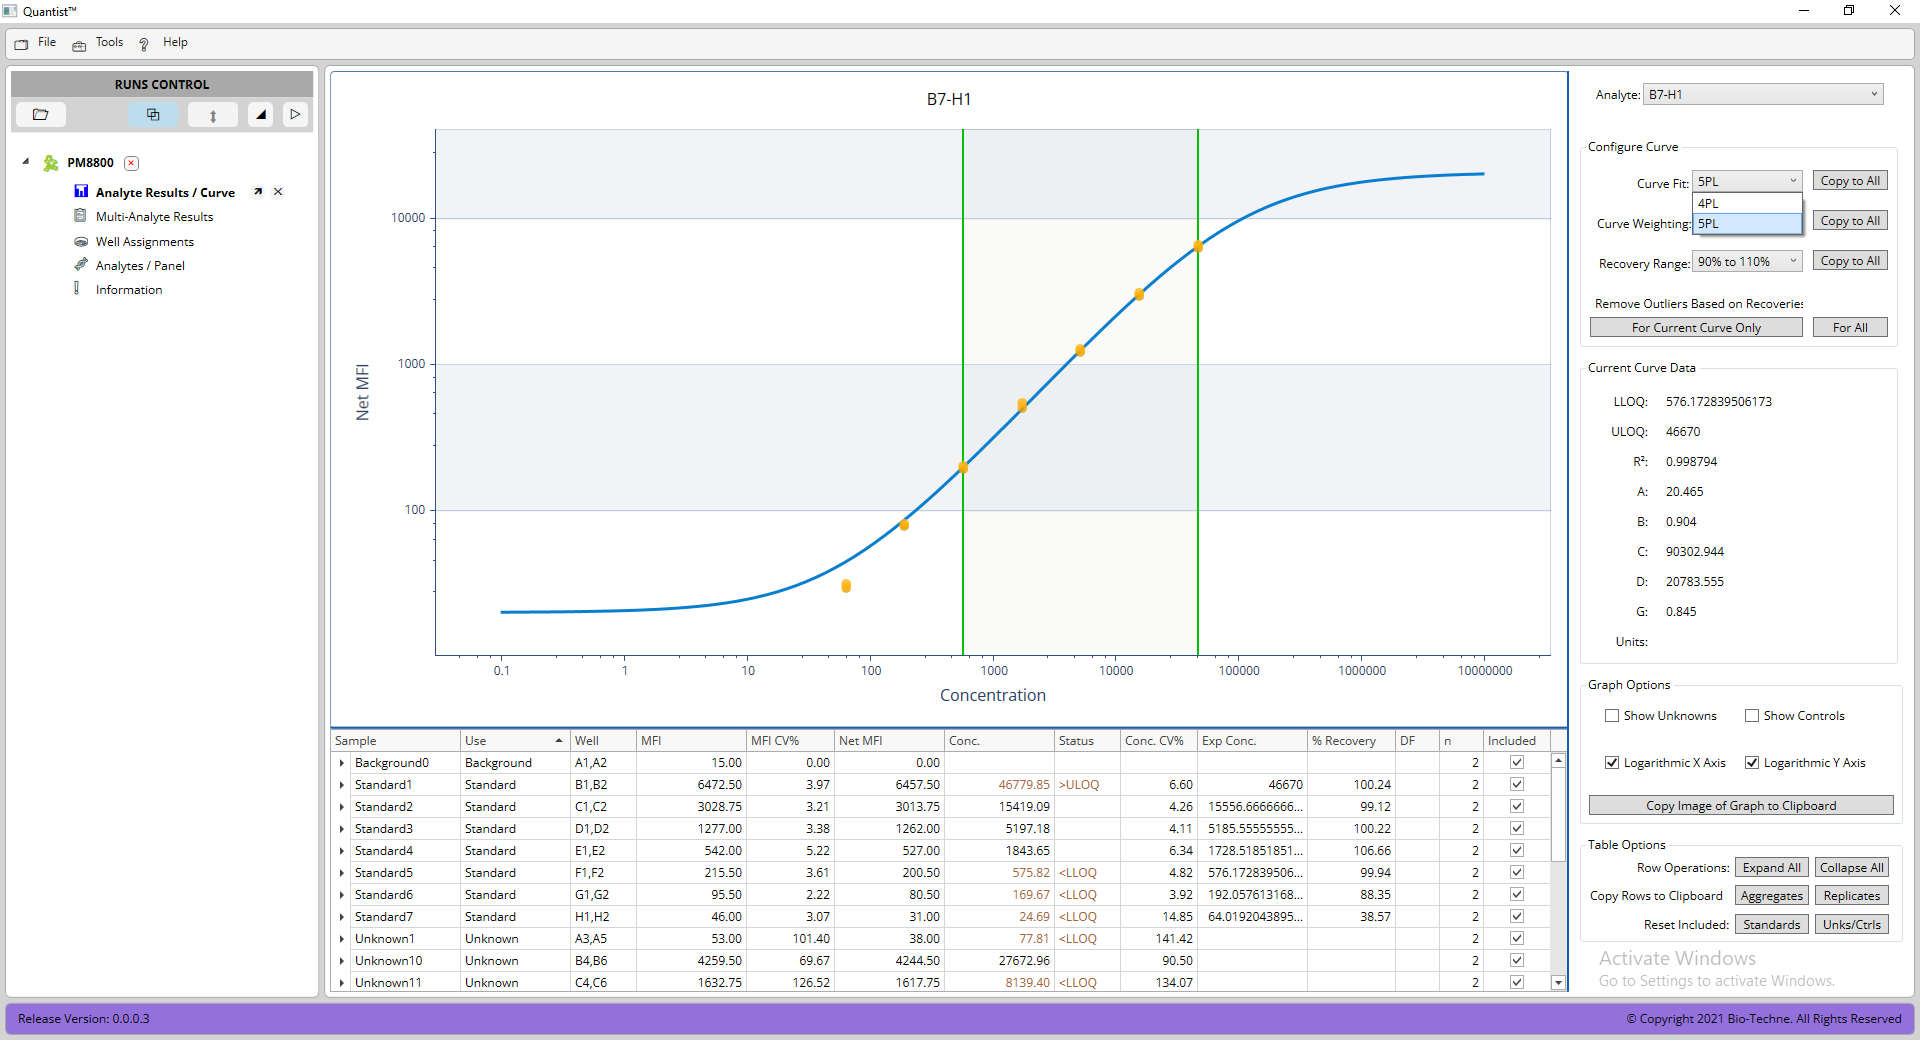 Quantist™
File Tools Help
RUNS CONTROL
PM8800
Analyte Results / Curve
Multi-Analyte Results
Well Assignments
Analytes / Panel
Information
B7-H1
Net MFI
10000
1000
100
0.1 1 10 100 1000 10000 100000 1000000 10000000
Concentration
Analyte: B7-H1
Configure Curve
Curve Fit: 5PL Copy to All
4PL
5PL
Curve Weighting: Copy to All
Recovery Range: 90% to 110% Copy to All
Remove Outliers Based on Recoveries
For Current Curve Only For All
Current Curve Data
LLOQ: 576.172839506173
ULOQ: 46670
R²: 0.998794
A: 20.465
B: 0.904
C: 90302.944
D: 20783.555
G: 0.845
Units:
Graph Options
Show Unknowns Show Controls
Logarithmic X Axis Logarithmic Y Axis
Copy Image of Graph to Clipboard
Table Options
Row Operations: Expand All Collapse All
Copy Rows to Clipboard Aggregates Replicates
Reset Included: Standards Unks/Ctrls
Sample Use Well MFI MFI CV% Net MFI Conc. Status Conc. CV% Exp Conc. % Recovery DF n Included
Background0 Background A1,A2 15.00 0.00 0.00 2
Standard1 Standard B1,B2 6472.50 3.97 6457.50 46779.85 >ULOQ 6.60 46670 100.24 2
Standard2 Standard C1,C2 3028.75 3.21 3013.75 15419.09 4.26 15556.6666666... 99.12 2
Standard3 Standard D1,D2 1277.00 3.38 1262.00 5197.18 4.11 5185.55555555... 100.22 2
Standard4 Standard E1,E2 542.00 5.22 527.00 1843.65 6.34 1728.51851851... 106.66 2
Standard5 Standard F1,F2 215.50 3.61 200.50 575.82 <LLOQ 4.82 576.172839506... 99.94 2
Standard6 Standard G1,G2 95.50 2.22 80.50 169.67 <LLOQ 3.92 192.057613168... 88.35 2
Standard7 Standard H1,H2 46.00 3.07 31.00 24.69 <LLOQ 14.85 64.0192043895... 38.57 2
Unknown1 Unknown A3,A5 53.00 101.40 38.00 77.81 <LLOQ 141.42 2
Unknown10 Unknown B4,B6 4259.50 69.67 4244.50 27672.96 90.50 2
Unknown11 Unknown C4,C6 1632.75 126.52 1617.75 8139.40 <LLOQ 134.07 2
Activate Windows
Go to Settings to activate Windows.
Release Version: 0.0.0.3
© Copyright 2021 Bio-Techne. All Rights Reserved